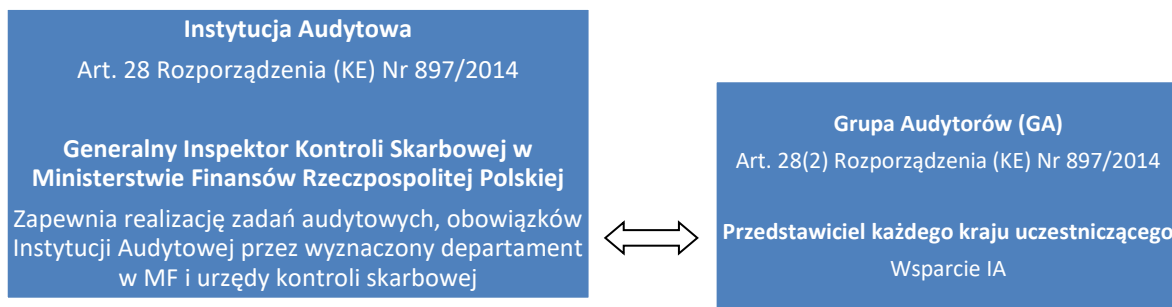 Instytucja Audytowa
Art. 28 Rozporządzenia (KE) Nr 897/2014
Generalny Inspektor Kontroli Skarbowej w
Ministerstwie Finansów Rzeczpospolitej Polskiej
Zapewnia realizację zadań audytowych, obowiązków
Instytucji Audytowej przez wyznaczony departament
w MF i urzędy kontroli skarbowej
Grupa Audytorów (GA)
Art. 28(2) Rozporządzenia (KE) Nr 897/2014
Przedstawiciel każdego kraju uczestniczącego
Wsparcie IA